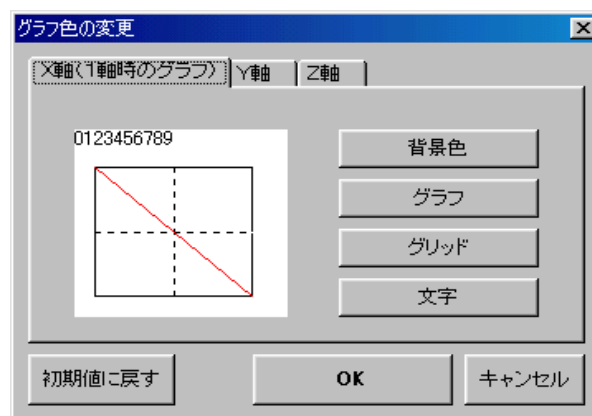 グラフ色の変更
X軸(1軸時のグラフ) Y軸 Z軸
0123456789
背景色
グラフ
グリッド
文字
初期値に戻す OK キャンセル